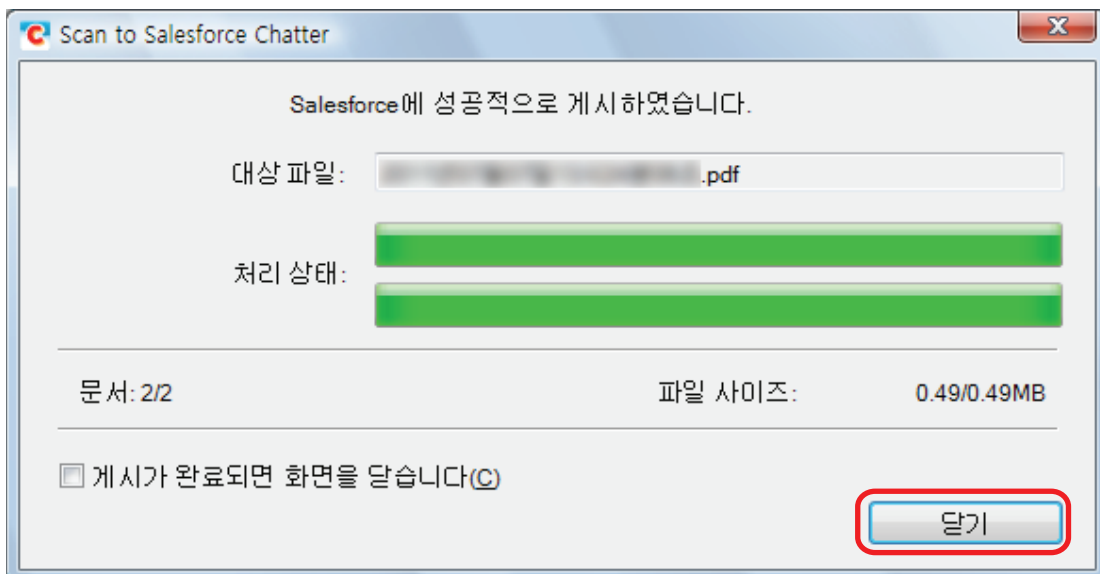 Scan to Salesforce Chatter
Salesforce에 성공적으로 게시하였습니다.
대상 파일: .pdf
처리 상태:
문서: 2/2 파일 사이즈: 0.49/0.49MB
게시가 완료되면 화면을 닫습니다(C)
닫기